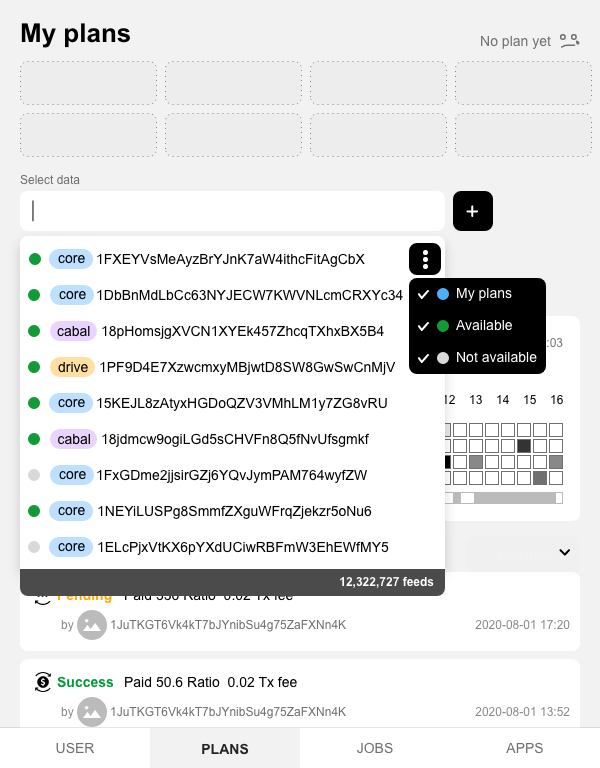 My plans
No plan yet
Select data
+
core 1FXEYVsMeAyzBrYJnK7aW4ithcFitAgCbX
core 1DbBnMdLbCc63NYJECW7KWVNLcmCRXYc34
My plans
cabal 18pHomsjgXVCN1XYEk457ZhcqTXhxBX5B4
Available
:03
drive 1PF9D4E7XzwcmxyMBjwtD8SW8GwSwCnMjV
Not available
core 15KEJL8zAtyxHGDoQZV3VMhLM1y7ZG8vRU
12 13 14 15 16
cabal 18jdmcw9ogiLGd5sCHVFn8Q5fNvUfsgmkf
core 1FxGDme2jjsirGZj6YQvJympPAM764wyfZW
core 1NEYiLUSPg8SmmfZXguWFrqZjekzr5oNu6
core 1ELcPjxVtKX6pYXdUCiwRBFmW3EhEWfMY5
12,322,727 feeds
Pending Paid 350 Ratio 0.02 Tx fee
by 1JuTKGT6Vk4kT7bJYnibSu4g75ZaFXNn4K 2020-08-01 17:20
Success Paid 50.6 Ratio 0.02 Tx fee
by 1JuTKGT6Vk4kT7bJYnibSu4g75ZaFXNn4K 2020-08-01 13:52
USER PLANS JOBS APPS